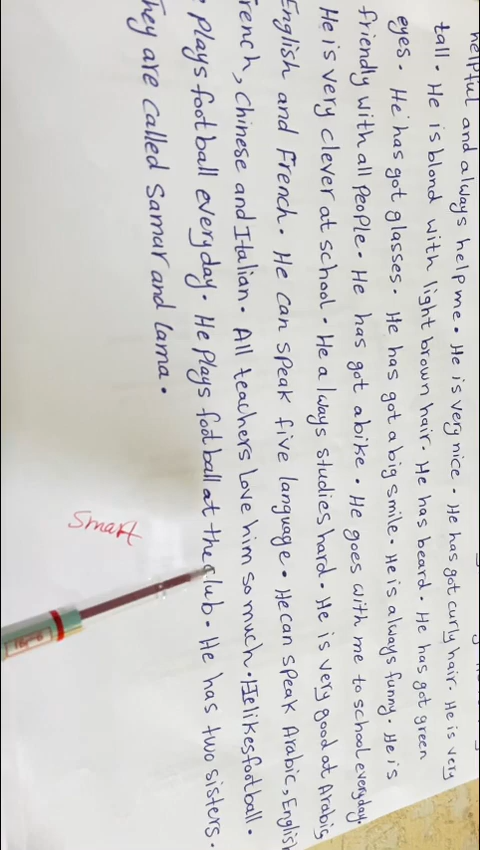 helpful and always help me. He is very nice. He has got curly hair. He is very
tall. He is blond with light brown hair. He has beard. He has got green
eyes. He has got glasses. He has got a big smile. He is always funny. He is
friendly with all people. He has got a bike. He goes with me to school everyday.
He is very clever at school. He always studies hard. He is very good at Arabic
English and French. He can speak five language. He can speak Arabic, English
rench, Chinese and Italian. All teachers love him so much. He likes football.
Plays football everyday. He plays football at the club. He has two sisters.
hey are called Samar and Lama.
Smart